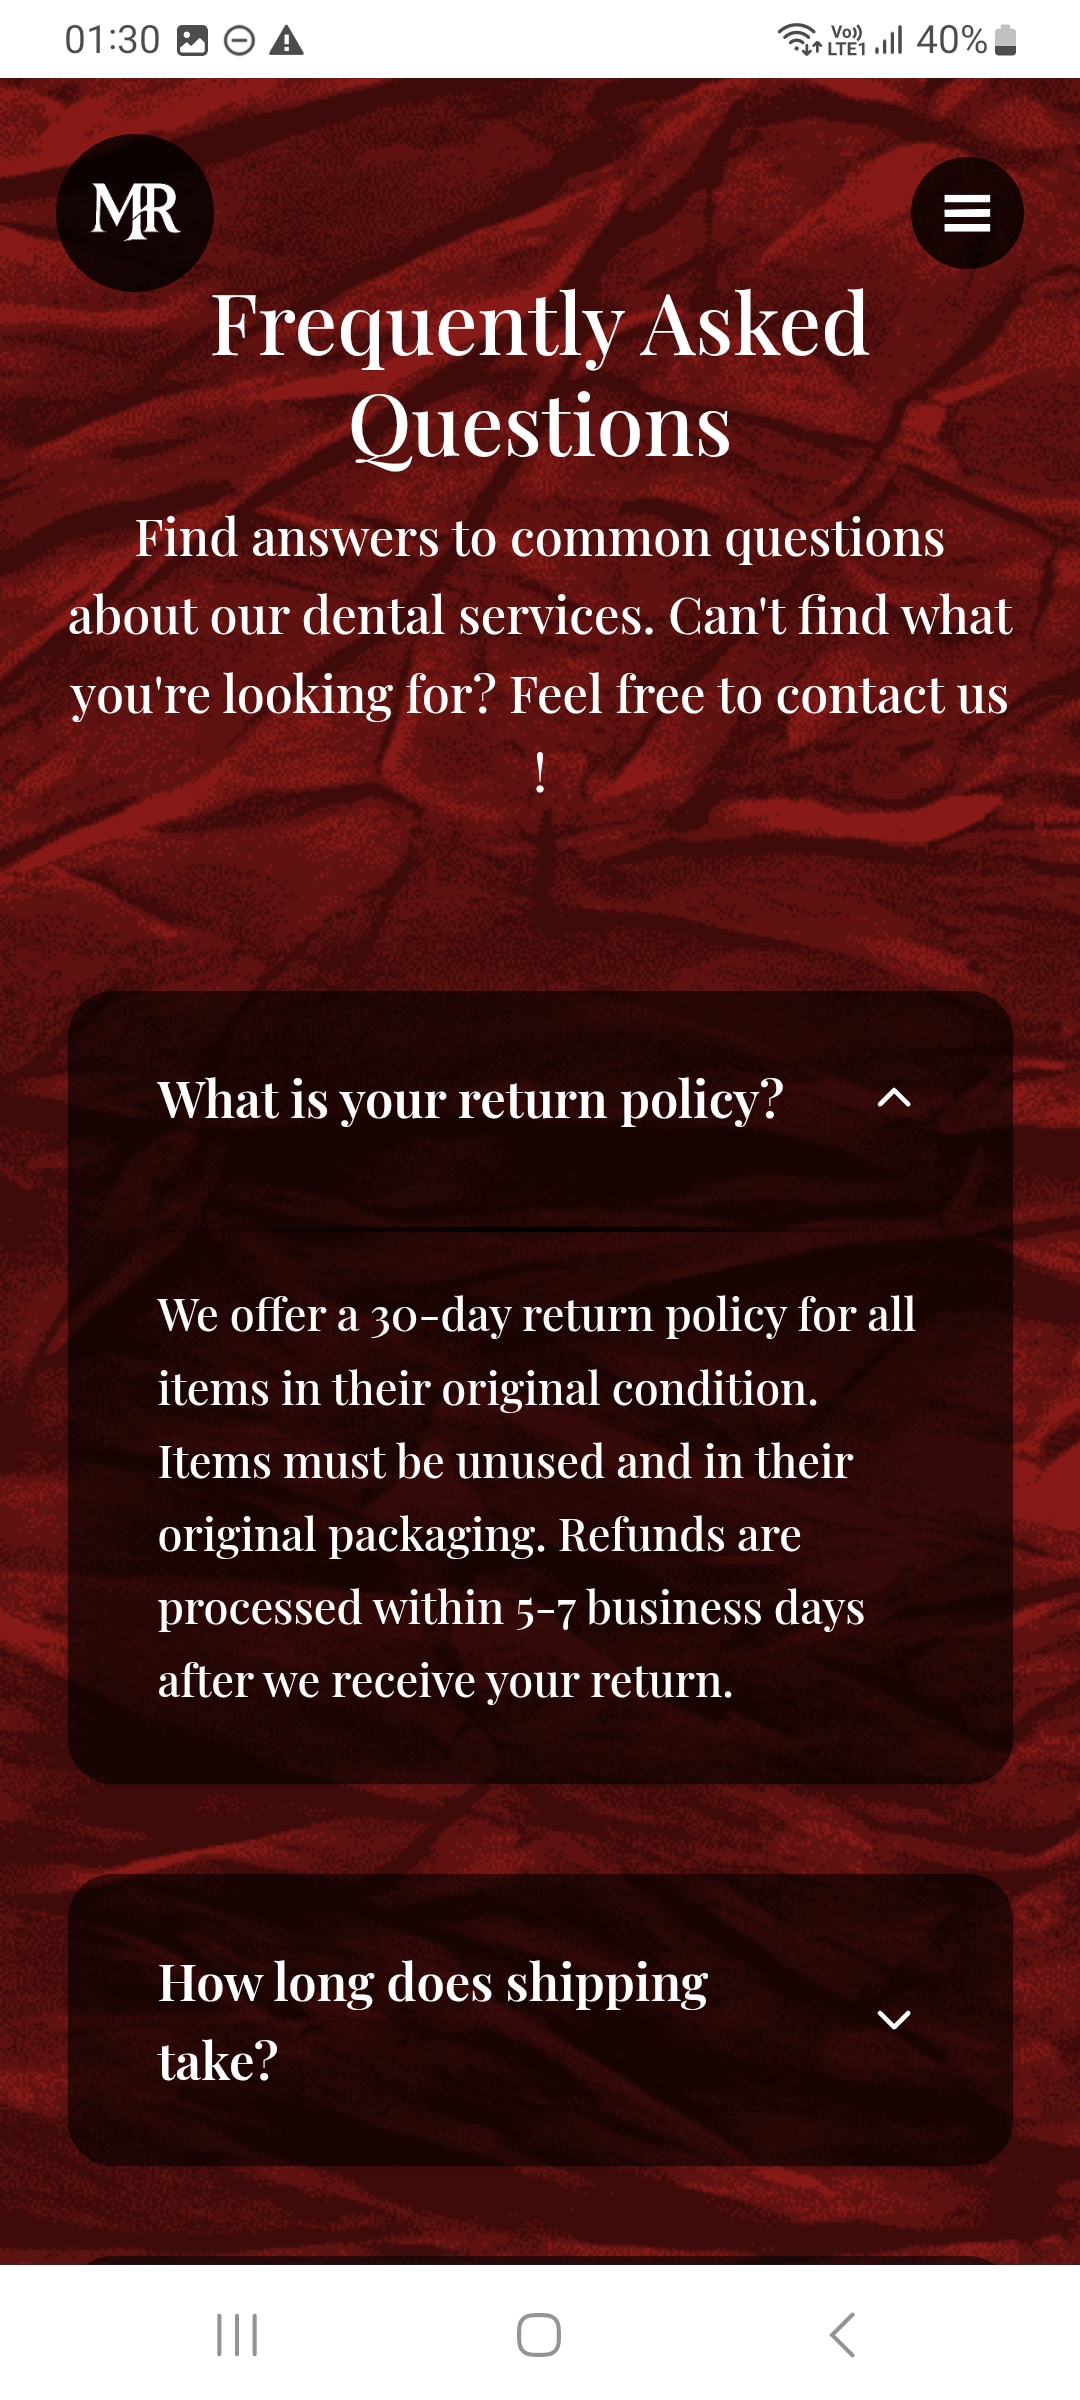 01:30
Vo))
LTE1
40%
MR
Frequently Asked
Questions
Find answers to common questions
about our dental services. Can't find what
you're looking for? Feel free to contact us
!
What is your return policy?
We offer a 30-day return policy for all
items in their original condition.
Items must be unused and in their
original packaging. Refunds are
processed within 5-7 business days
after we receive your return.
How long does shipping
take?